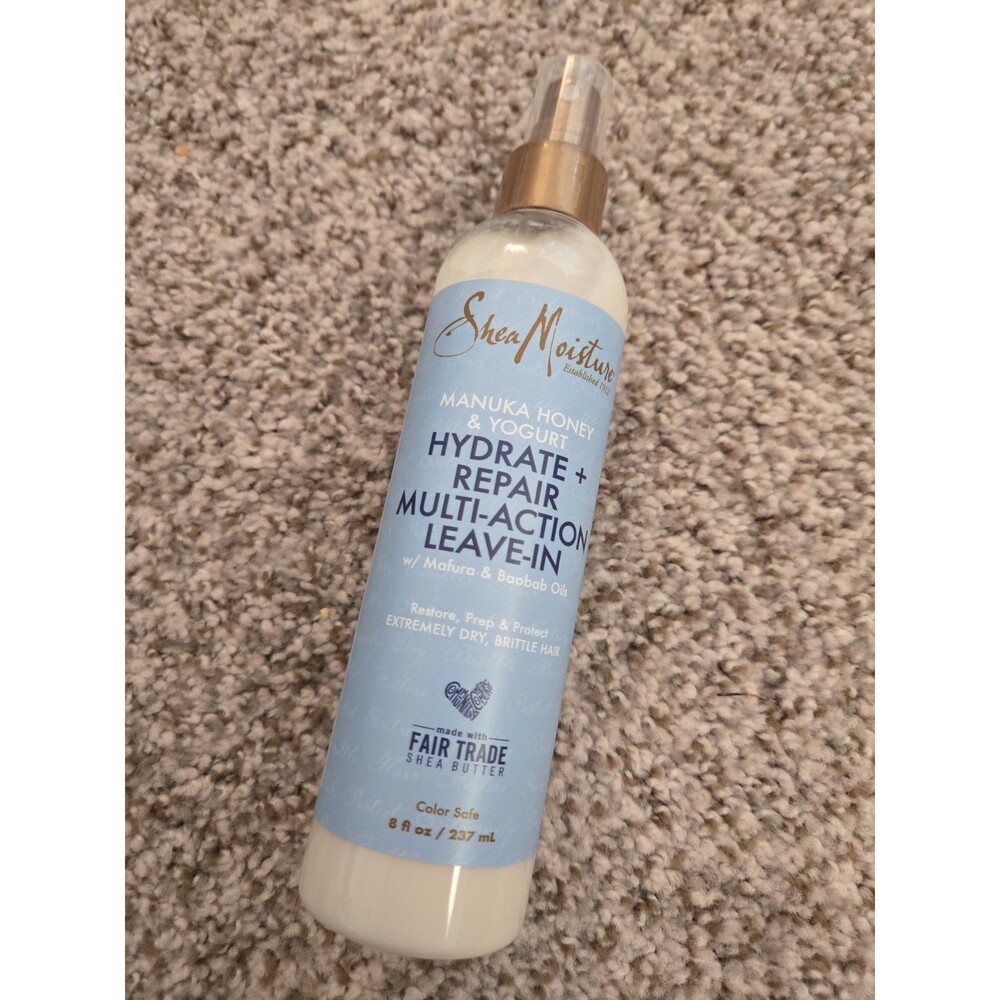 SheaMoisture
Established 1912
MANUKA HONEY
& YOGURT
HYDRATE +
REPAIR
MULTI-ACTION
LEAVE-IN
w/ Mafura & Baobab Oils
Restore, Prep & Protect
EXTREMELY DRY, BRITTLE HAIR
made with
FAIR TRADE
SHEA BUTTER
Color Safe
8 fl oz / 237 mL